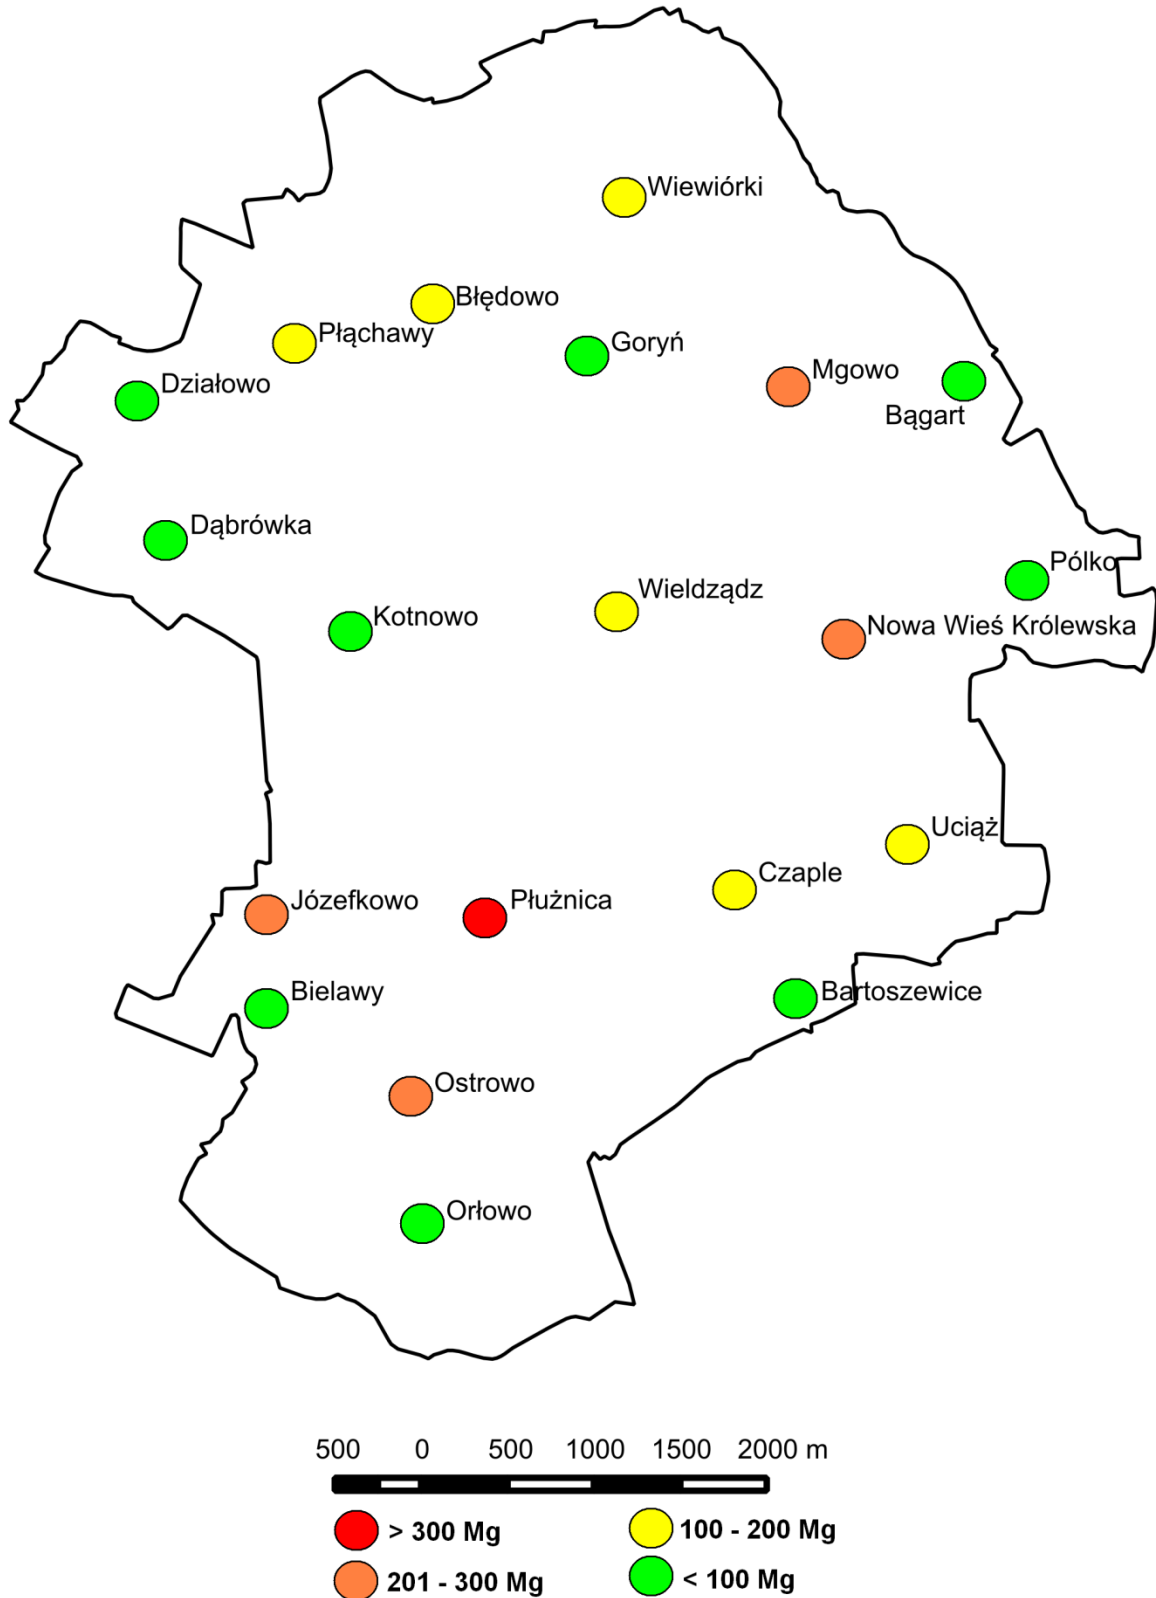 Wiewiórki
Błędowo
Płąchawy
Goryń
Mgowo
Działowo
Bągart
Dąbrówka
Pólko
Wieldządz
Kotnowo
Nowa Wieś Królewska
Uciąż
Czaple
Józefkowo
Płużnica
Bielawy
Bartoszewice
Ostrowo
Orłowo
500 0 500 1000 1500 2000 m
> 300 Mg
100 - 200 Mg
201 - 300 Mg
< 100 Mg